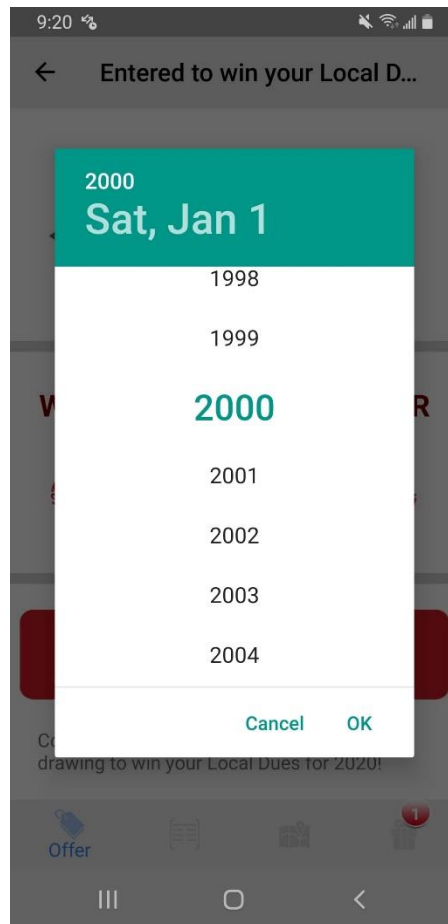 9:20
Entered to win your Local D...
2000
Sat, Jan 1
1998
1999
2000
W R
2001
2002
2003
2004
Cancel OK
Co
drawing to win your Local Dues for 2020!
1
Offer